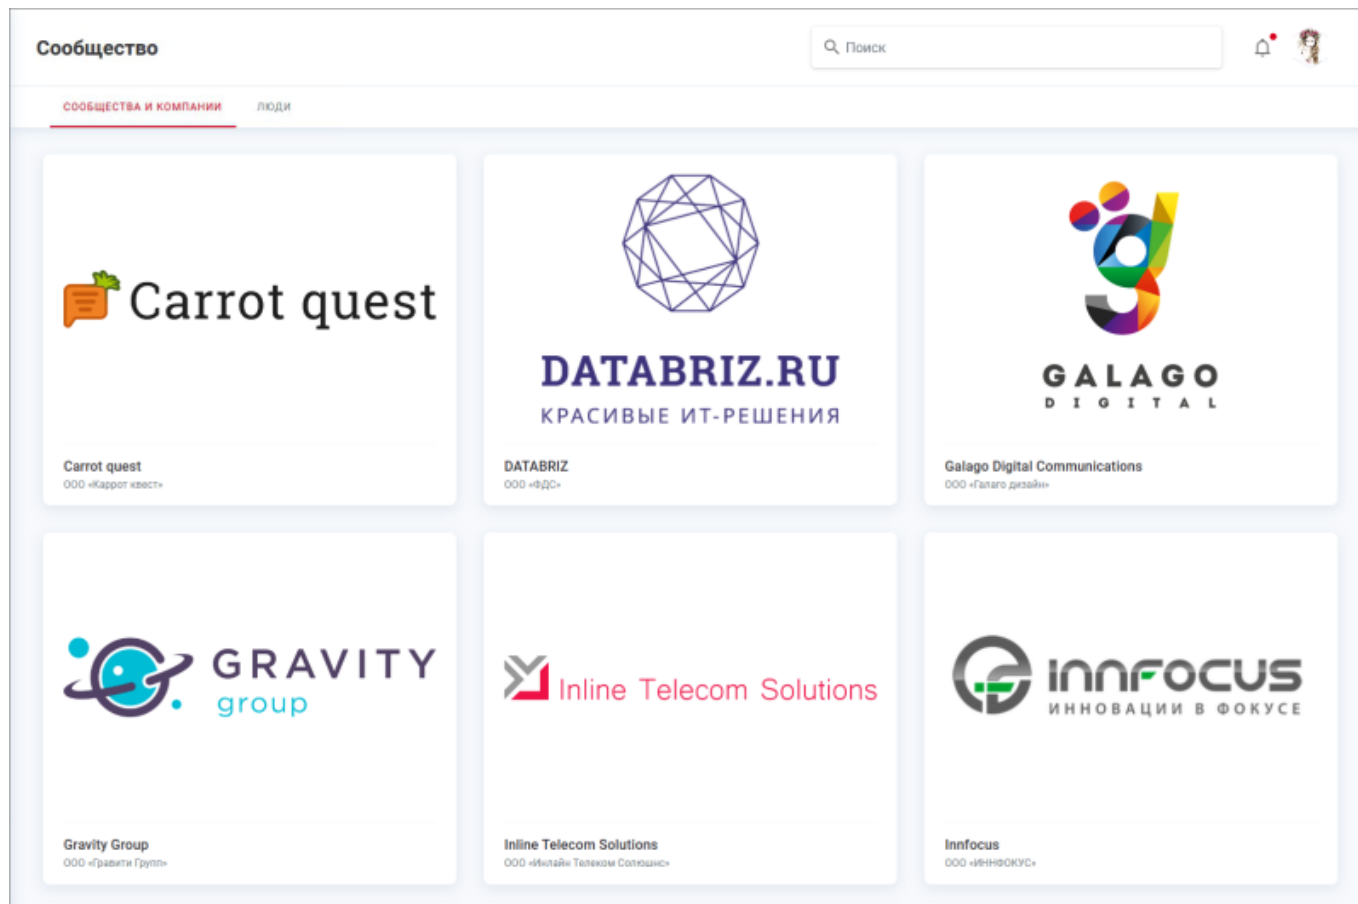 Сообщество
Поиск
СООБЩЕСТВА И КОМПАНИИ
ЛЮДИ
Carrot quest
DATABRIZ.RU
КРАСИВЫЕ ИТ-РЕШЕНИЯ
GALAGO
DIGITAL
Carrot quest
ООО «Каррот квест»
DATABRIZ
ООО «ФДС»
Galago Digital Communications
ООО «Галаго дизайн»
GRAVITY
group
Inline Telecom Solutions
INNFOCUS
ИННОВАЦИИ В ФОКУСЕ
Gravity Group
ООО «Гравити Групп»
Inline Telecom Solutions
ООО «Инлайн Телеком Солюшнс»
Innfocus
ООО «ИННФОКУС»